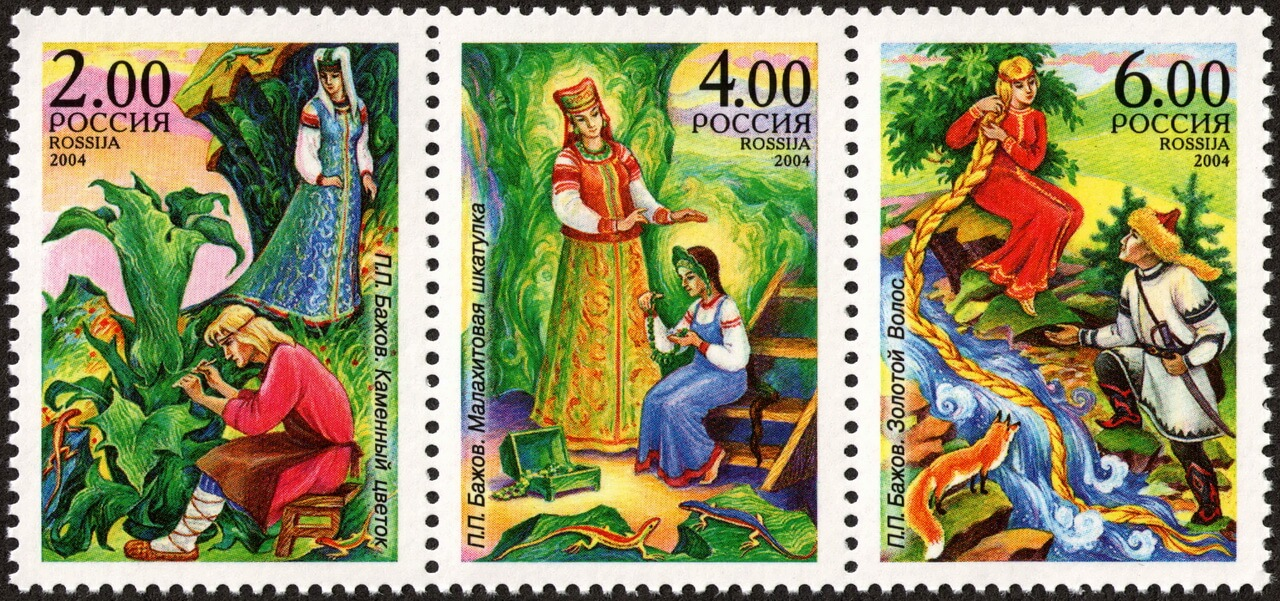 2.00
РОССИЯ
ROSSIJA
2004
П.П. Бажов. Каменный цветок
4.00
РОССИЯ
ROSSIJA
2004
П.П. Бажов. Малахитовая шкатулка
6.00
РОССИЯ
ROSSIJA
2004
П.П. Бажов. Золотой Волос